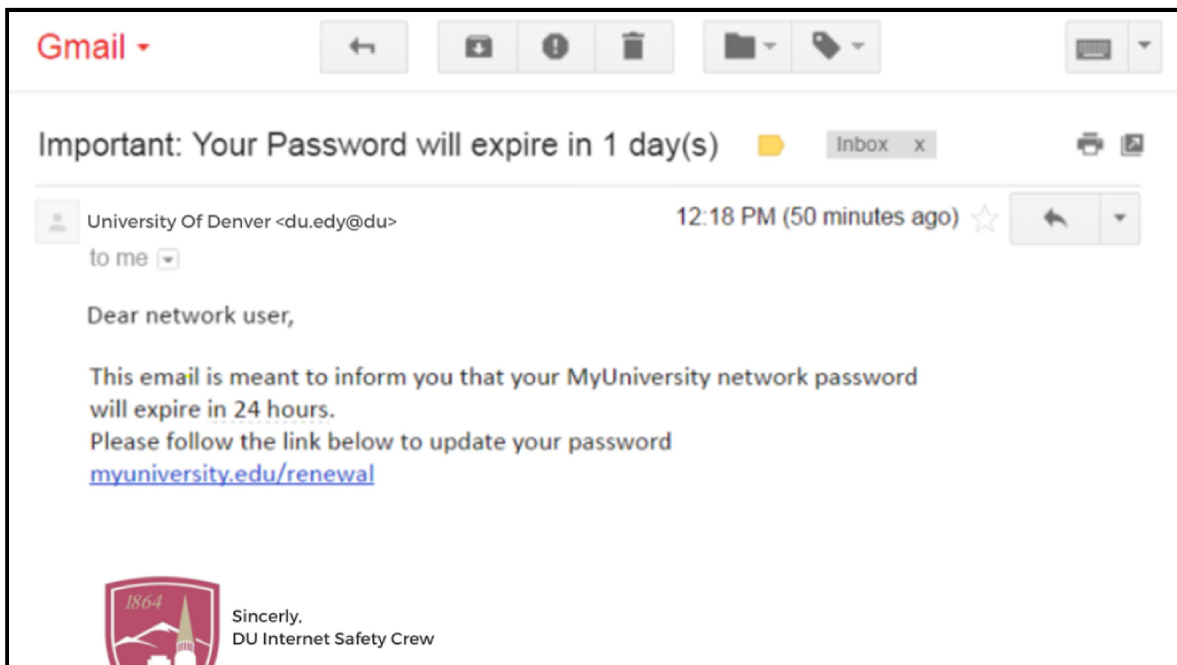 Gmail
Important: Your Password will expire in 1 day(s)
Inbox x
University Of Denver <du.edy@du>
12:18 PM (50 minutes ago)
to me
Dear network user,
This email is meant to inform you that your MyUniversity network password
will expire in 24 hours.
Please follow the link below to update your password
myuniversity.edu/renewal
1864
Sincerly,
DU Internet Safety Crew